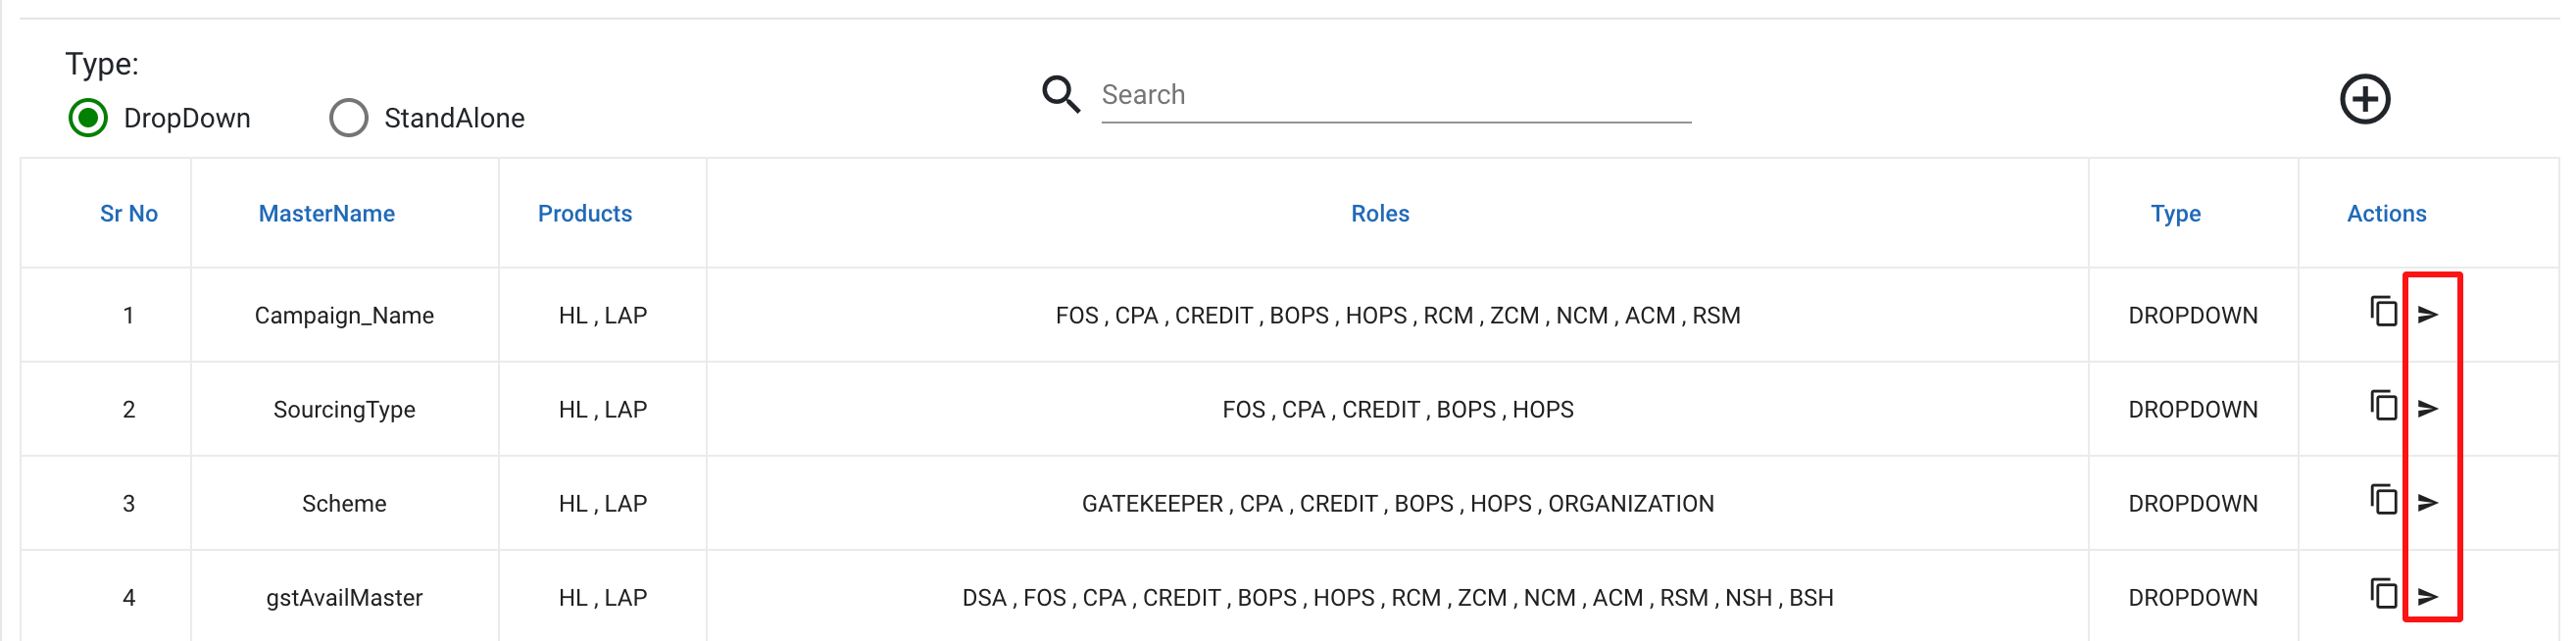 Type:
DropDown StandAlone Search
Sr No MasterName Products Roles Type Actions
1 Campaign_Name HL , LAP FOS , CPA , CREDIT , BOPS , HOPS , RCM , ZCM , NCM , ACM , RSM DROPDOWN
2 SourcingType HL , LAP FOS , CPA , CREDIT , BOPS , HOPS DROPDOWN
3 Scheme HL , LAP GATEKEEPER , CPA , CREDIT , BOPS , HOPS , ORGANIZATION DROPDOWN
4 gstAvailMaster HL , LAP DSA , FOS , CPA , CREDIT , BOPS , HOPS , RCM , ZCM , NCM , ACM , RSM , NSH , BSH DROPDOWN